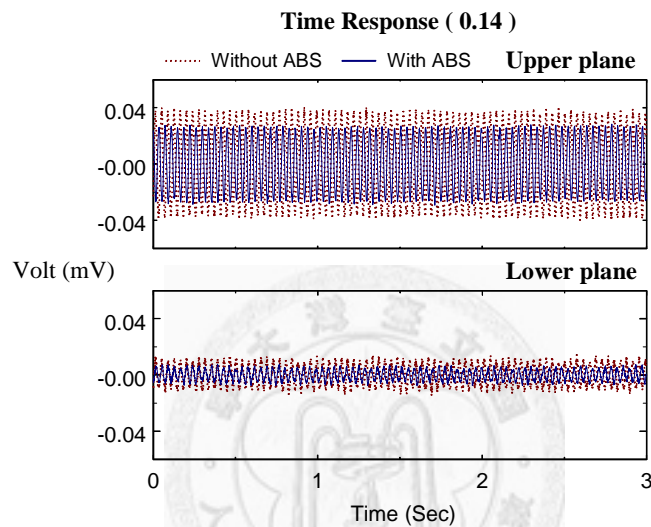 Time Response ( 0.14 )
Without ABS With ABS Upper plane
0.04
-0.00
-0.04
Volt (mV)
Lower plane
0.04
-0.00
-0.04
0 1 2 3
Time (Sec)